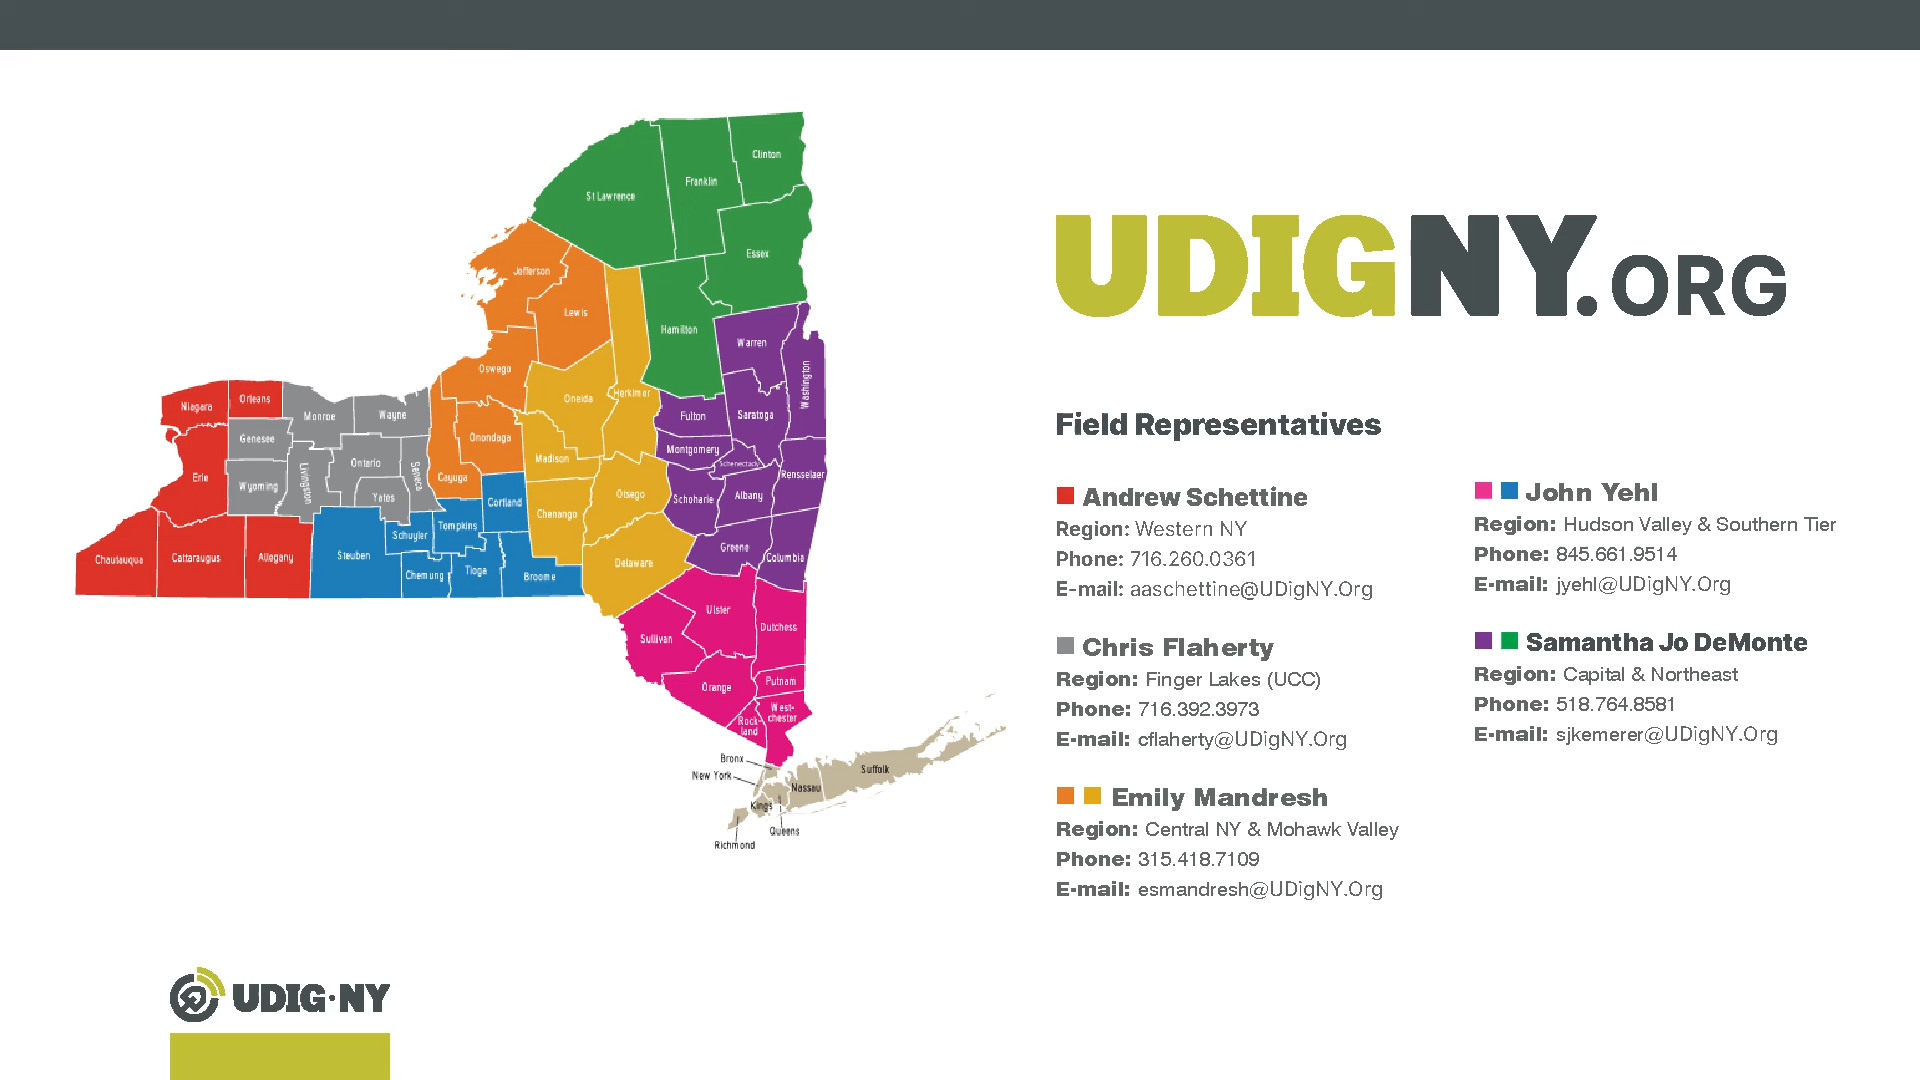 Clinton
Franklin
St Lawrence
Essex
Jefferson
Lewis
Hamilton
Warren
Washington
Oswego
Herkimer
Oneida
Niagara
Orleans
Monroe
Wayne
Fulton
Saratoga
Genesee
Onondaga
Montgomery
Madison
Schenectady
Ontario
Erie
Wyoming
Livingston
Seneca
Cayuga
Rensselaer
Yates
Otsego
Schoharie
Albany
Cortland
Chenango
Tompkins
Schuyler
Greene
Columbia
Chautauqua
Cattaraugus
Allegany
Steuben
Delaware
Chemung
Tioga
Broome
Ulster
Dutchess
Sullivan
Orange
Putnam
West-
chester
Rock-
land
Bronx
New York
Suffolk
Nassau
Kings
Queens
Richmond
UDIGNY.ORG
Field Representatives
Andrew Schettine
Region: Western NY
Phone: 716.260.0361
E-mail: aaschettine@UDigNY.Org
Chris Flaherty
Region: Finger Lakes (UCC)
Phone: 716.392.3973
E-mail: cflaherty@UDigNY.Org
Emily Mandresh
Region: Central NY & Mohawk Valley
Phone: 315.418.7109
E-mail: esmandresh@UDigNY.Org
John Yehl
Region: Hudson Valley & Southern Tier
Phone: 845.661.9514
E-mail: jyehl@UDigNY.Org
Samantha Jo DeMonte
Region: Capital & Northeast
Phone: 518.764.8581
E-mail: sjkemerer@UDigNY.Org
UDIG·NY